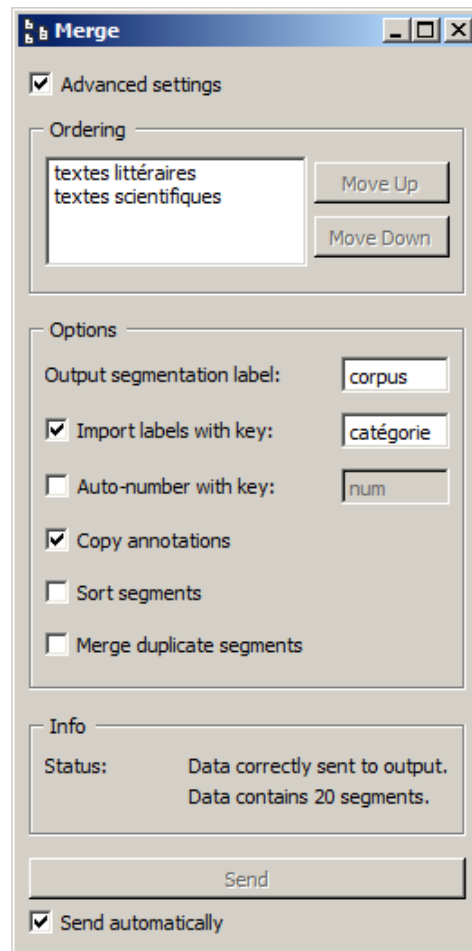 Merge
Advanced settings
Ordering
textes littéraires
textes scientifiques
Move Up
Move Down
Options
Output segmentation label: corpus
Import labels with key: catégorie
Auto-number with key: num
Copy annotations
Sort segments
Merge duplicate segments
Info
Status: Data correctly sent to output.
Data contains 20 segments.
Send
Send automatically